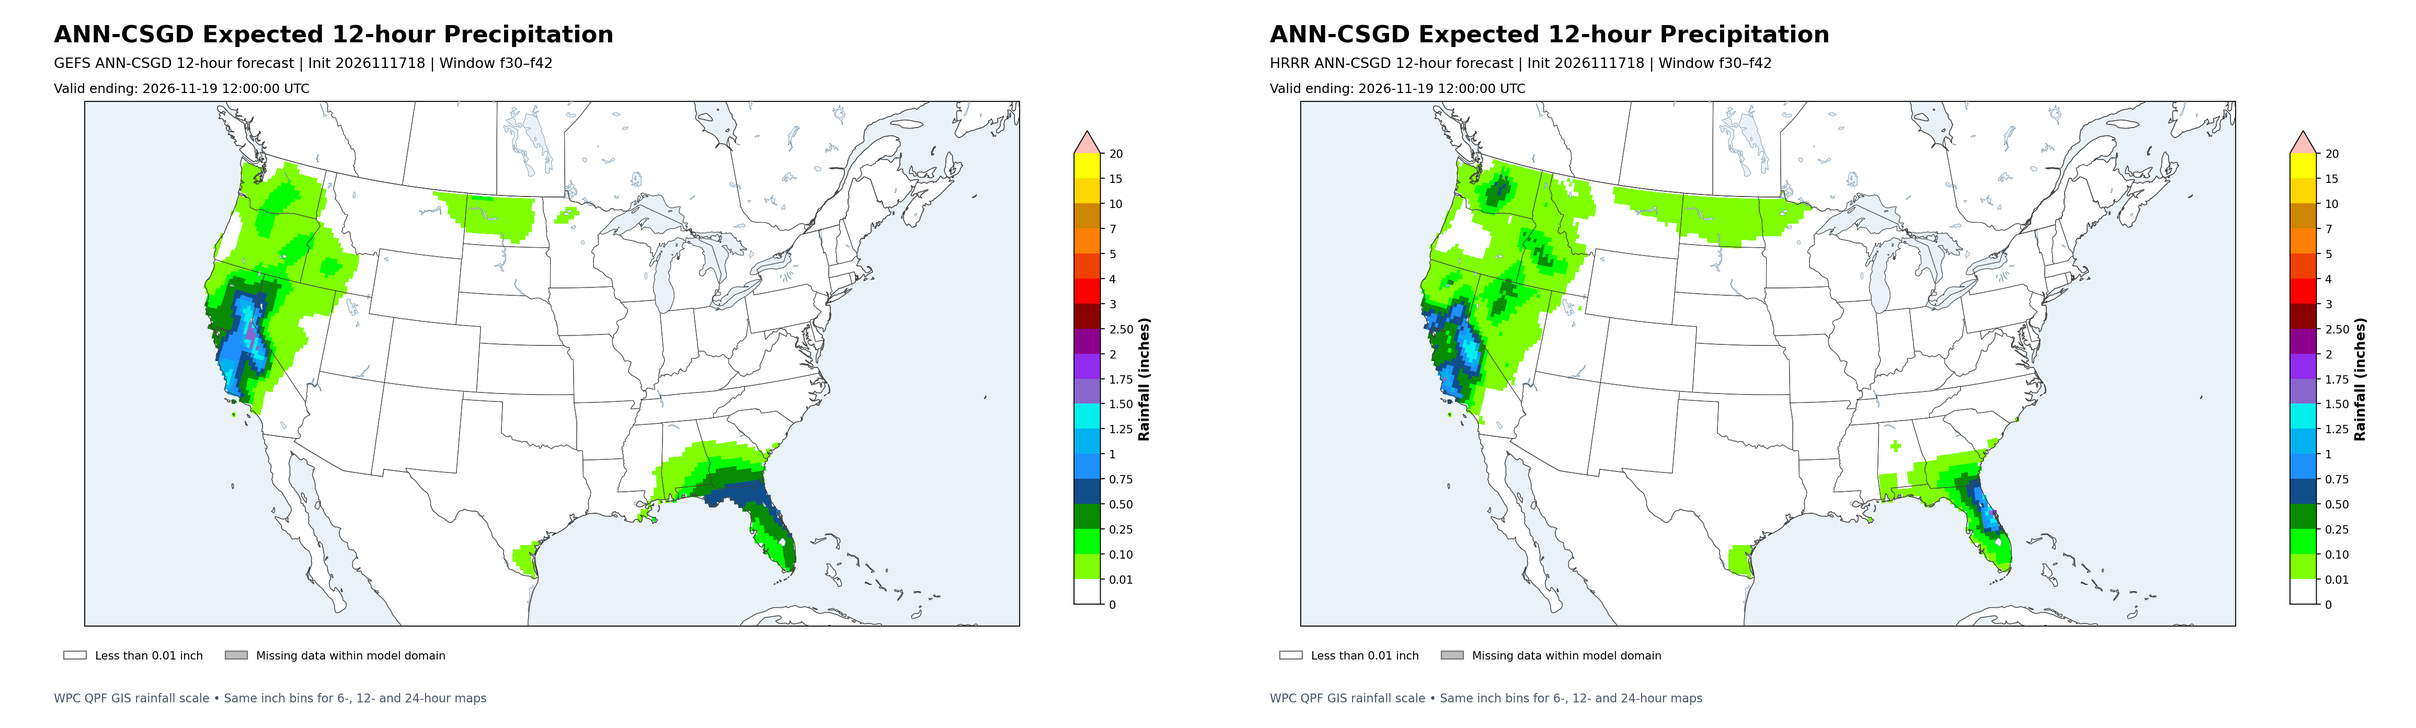 ANN-CSGD Expected 12-hour Precipitation
GEFS ANN-CSGD 12-hour forecast | Init 2026111718 | Window f30–f42
Valid ending: 2026-11-19 12:00:00 UTC
20
15
10
7
5
4
3
2.50
2
1.75
1.50
1.25
1
0.75
0.50
0.25
0.10
0.01
0
Rainfall (inches)
Less than 0.01 inch
Missing data within model domain
WPC QPF GIS rainfall scale • Same inch bins for 6-, 12- and 24-hour maps
ANN-CSGD Expected 12-hour Precipitation
HRRR ANN-CSGD 12-hour forecast | Init 2026111718 | Window f30–f42
Valid ending: 2026-11-19 12:00:00 UTC
20
15
10
7
5
4
3
2.50
2
1.75
1.50
1.25
1
0.75
0.50
0.25
0.10
0.01
0
Rainfall (inches)
Less than 0.01 inch
Missing data within model domain
WPC QPF GIS rainfall scale • Same inch bins for 6-, 12- and 24-hour maps